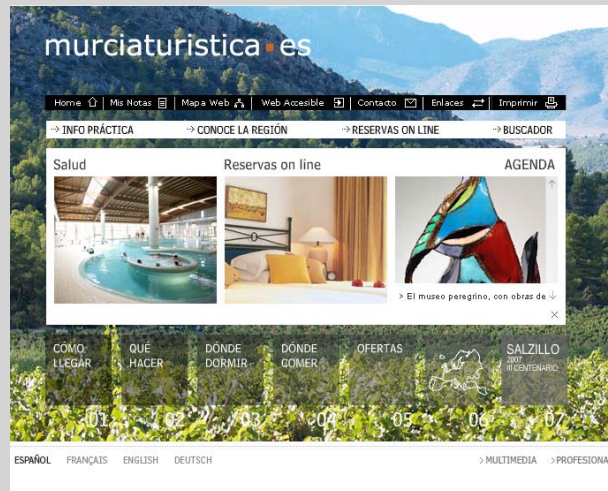 murciaturistica.es
Home | Mis Notas | Mapa Web | Web Accesible | Contacto | Enlaces | Imprimir
INFO PRÁCTICA CONOCE LA REGIÓN RESERVAS ON LINE BUSCADOR
Salud Reservas on line AGENDA
> El museo peregrino, con obras de
CÓMO LLEGAR
QUÉ HACER
DÓNDE DORMIR
DÓNDE COMER
OFERTAS
SALZILLO
2007
III CENTENARIO
01 02 03 04 05 06 07
ESPAÑOL FRANÇAIS ENGLISH DEUTSCH >MULTIMEDIA >PROFESIONA